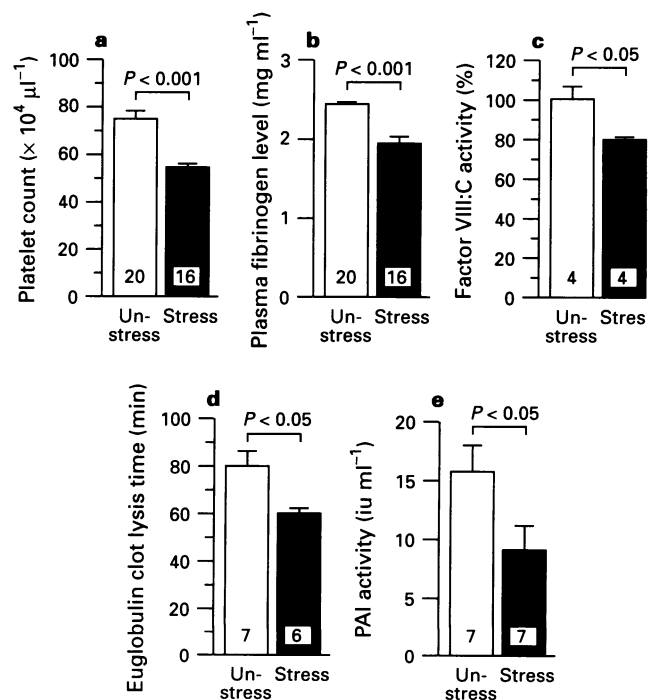 a
Platelet count (× 10⁴ μl⁻¹)
100
80
60
40
20
0
P < 0.001
20
16
Un-
stress
Stress
b
Plasma fibrinogen level (mg ml⁻¹)
3
2
1
0
P < 0.001
20
16
Un-
stress
Stress
c
Factor VIII:C activity (%)
120
100
80
60
40
20
0
P < 0.05
4
4
Un-
stress
Stres
d
Euglobulin clot lysis time (min)
100
80
60
40
20
0
P < 0.05
7
6
Un-
stress
Stress
e
PAI activity (iu ml⁻¹)
20
15
10
5
0
P < 0.05
7
7
Un-
stress
Stress